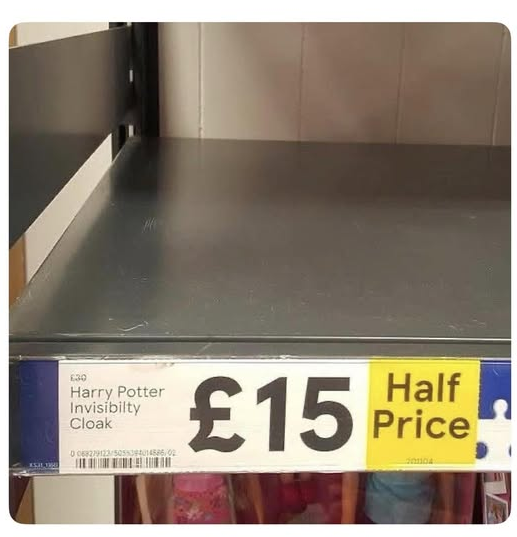 £30
Harry Potter
Invisibilty
Cloak
£15
Half
Price